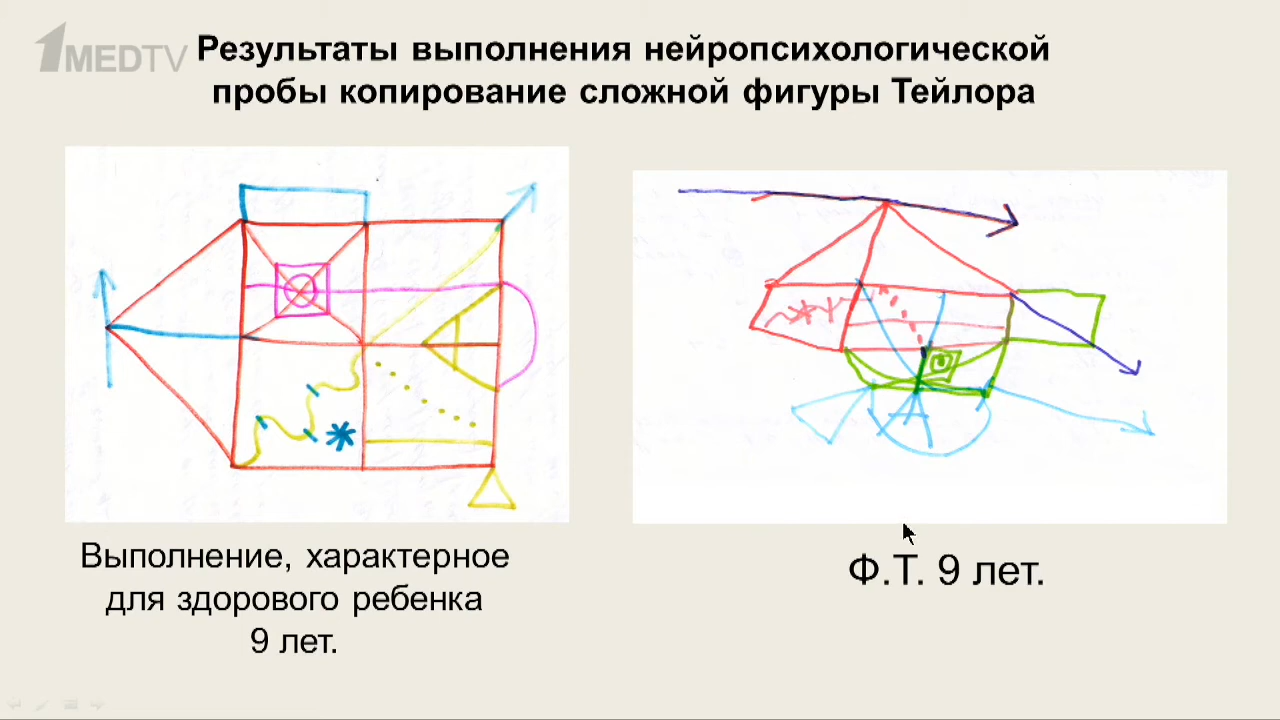 1MEDTV
Результаты выполнения нейропсихологической
пробы копирование сложной фигуры Тейлора
Выполнение, характерное
для здорового ребенка
9 лет.
Ф.Т. 9 лет.